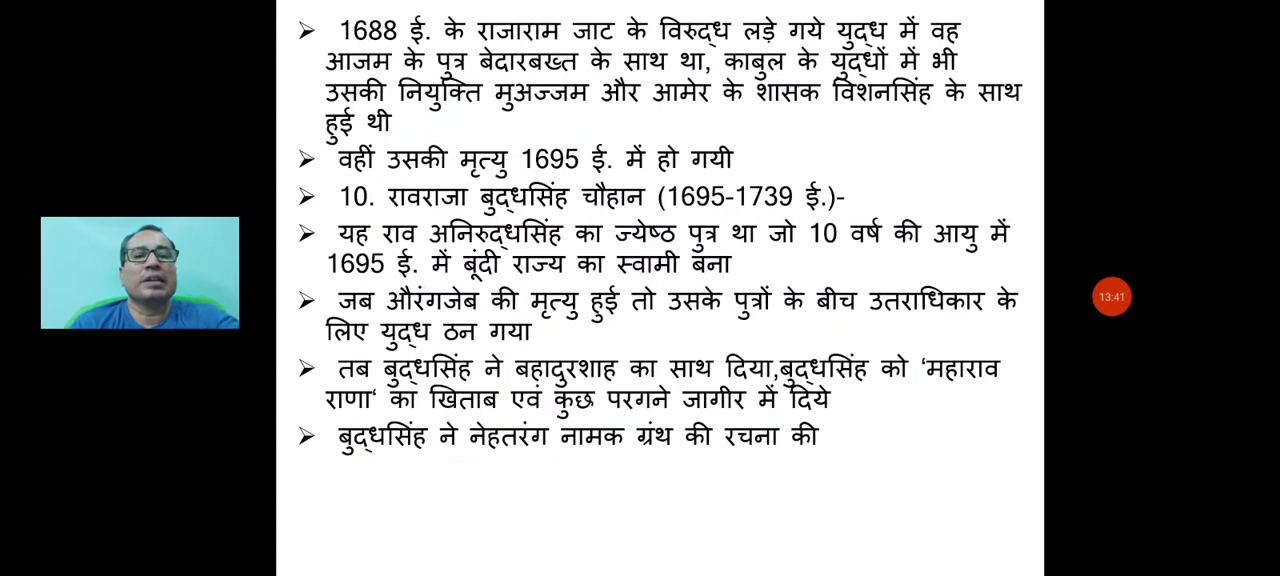 ➢ 1688 ई. के राजाराम जाट के विरुद्ध लड़े गये युद्ध में वह
आजम के पुत्र बेदारबख्त के साथ था, काबुल के युद्धों में भी
उसकी नियुक्ति मुअज्जम और आमेर के शासक विशनसिंह के साथ
हुई थी
➢ वहीं उसकी मृत्यु 1695 ई. में हो गयी
➢ 10. रावराजा बुद्धसिंह चौहान (1695-1739 ई.)-
➢ यह राव अनिरुद्धसिंह का ज्येष्ठ पुत्र था जो 10 वर्ष की आयु में
1695 ई. में बूंदी राज्य का स्वामी बना
➢ जब औरंगजेब की मृत्यु हुई तो उसके पुत्रों के बीच उतराधिकार के
लिए युद्ध ठन गया
➢ तब बुद्धसिंह ने बहादुरशाह का साथ दिया,बुद्धसिंह को ‘महाराव
राणा‘ का खिताब एवं कुछ परगने जागीर में दिये
➢ बुद्धसिंह ने नेहतरंग नामक ग्रंथ की रचना की
13:41